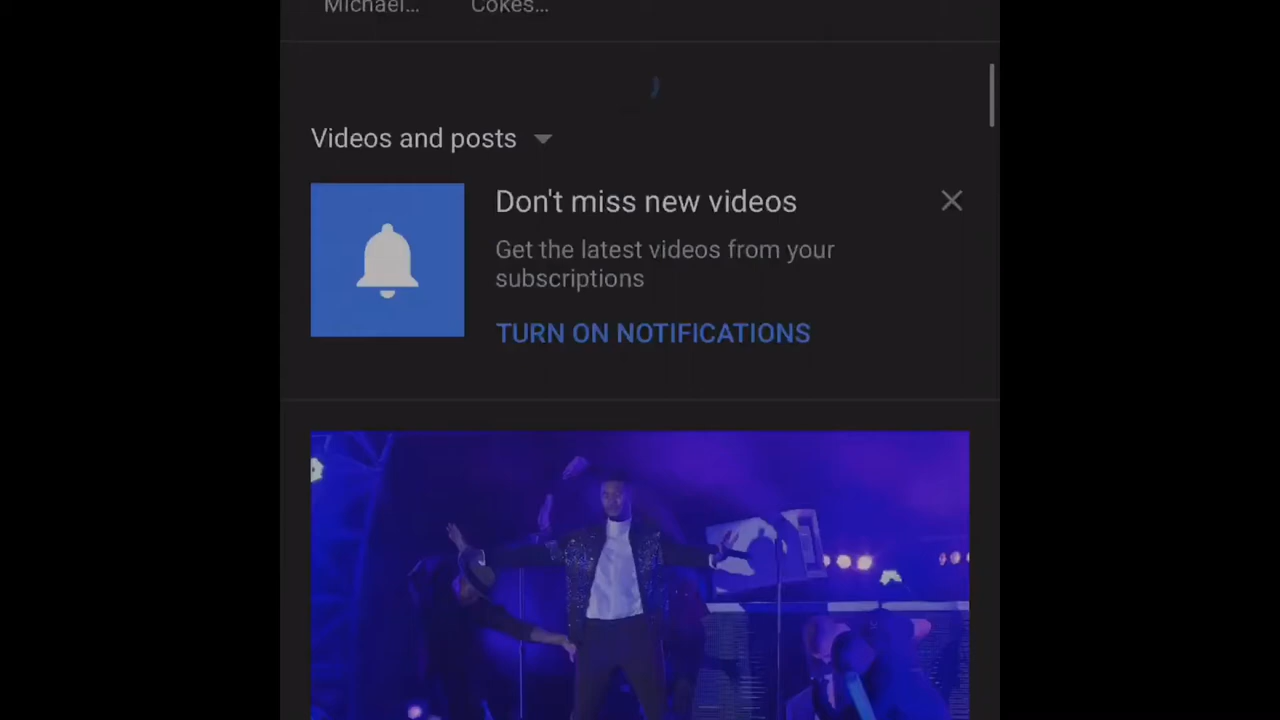 Michael... Cokes...
Videos and posts
Don't miss new videos
Get the latest videos from your
subscriptions
TURN ON NOTIFICATIONS